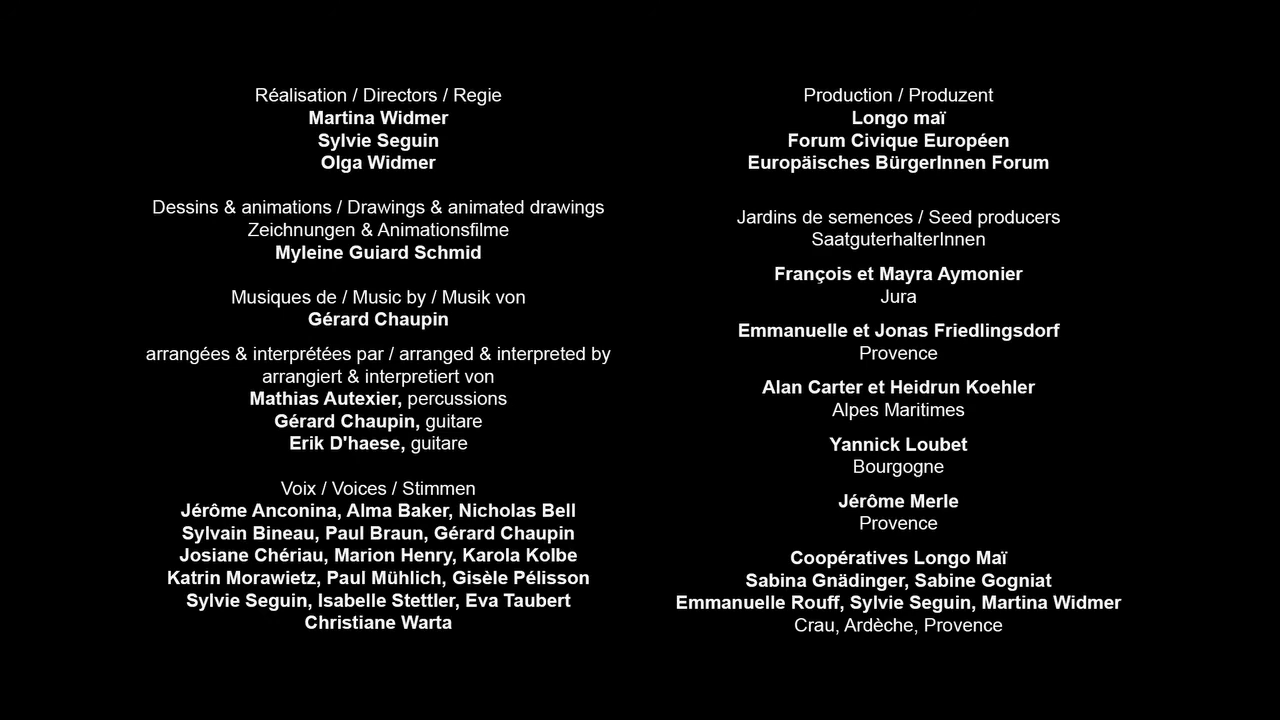 Réalisation / Directors / Regie
Martina Widmer
Sylvie Seguin
Olga Widmer
Dessins & animations / Drawings & animated drawings
Zeichnungen & Animationsfilme
Myleine Guiard Schmid
Musiques de / Music by / Musik von
Gérard Chaupin
arrangées & interprétées par / arranged & interpreted by
arrangiert & interpretiert von
Mathias Autexier, percussions
Gérard Chaupin, guitare
Erik D'haese, guitare
Voix / Voices / Stimmen
Jérôme Anconina, Alma Baker, Nicholas Bell
Sylvain Bineau, Paul Braun, Gérard Chaupin
Josiane Chériau, Marion Henry, Karola Kolbe
Katrin Morawietz, Paul Mühlich, Gisèle Pélisson
Sylvie Seguin, Isabelle Stettler, Eva Taubert
Christiane Warta
Production / Produzent
Longo maï
Forum Civique Européen
Europäisches BürgerInnen Forum
Jardins de semences / Seed producers
SaatguterhalterInnen
François et Mayra Aymonier
Jura
Emmanuelle et Jonas Friedlingsdorf
Provence
Alan Carter et Heidrun Koehler
Alpes Maritimes
Yannick Loubet
Bourgogne
Jérôme Merle
Provence
Coopératives Longo Maï
Sabina Gnädinger, Sabine Gogniat
Emmanuelle Rouff, Sylvie Seguin, Martina Widmer
Crau, Ardèche, Provence